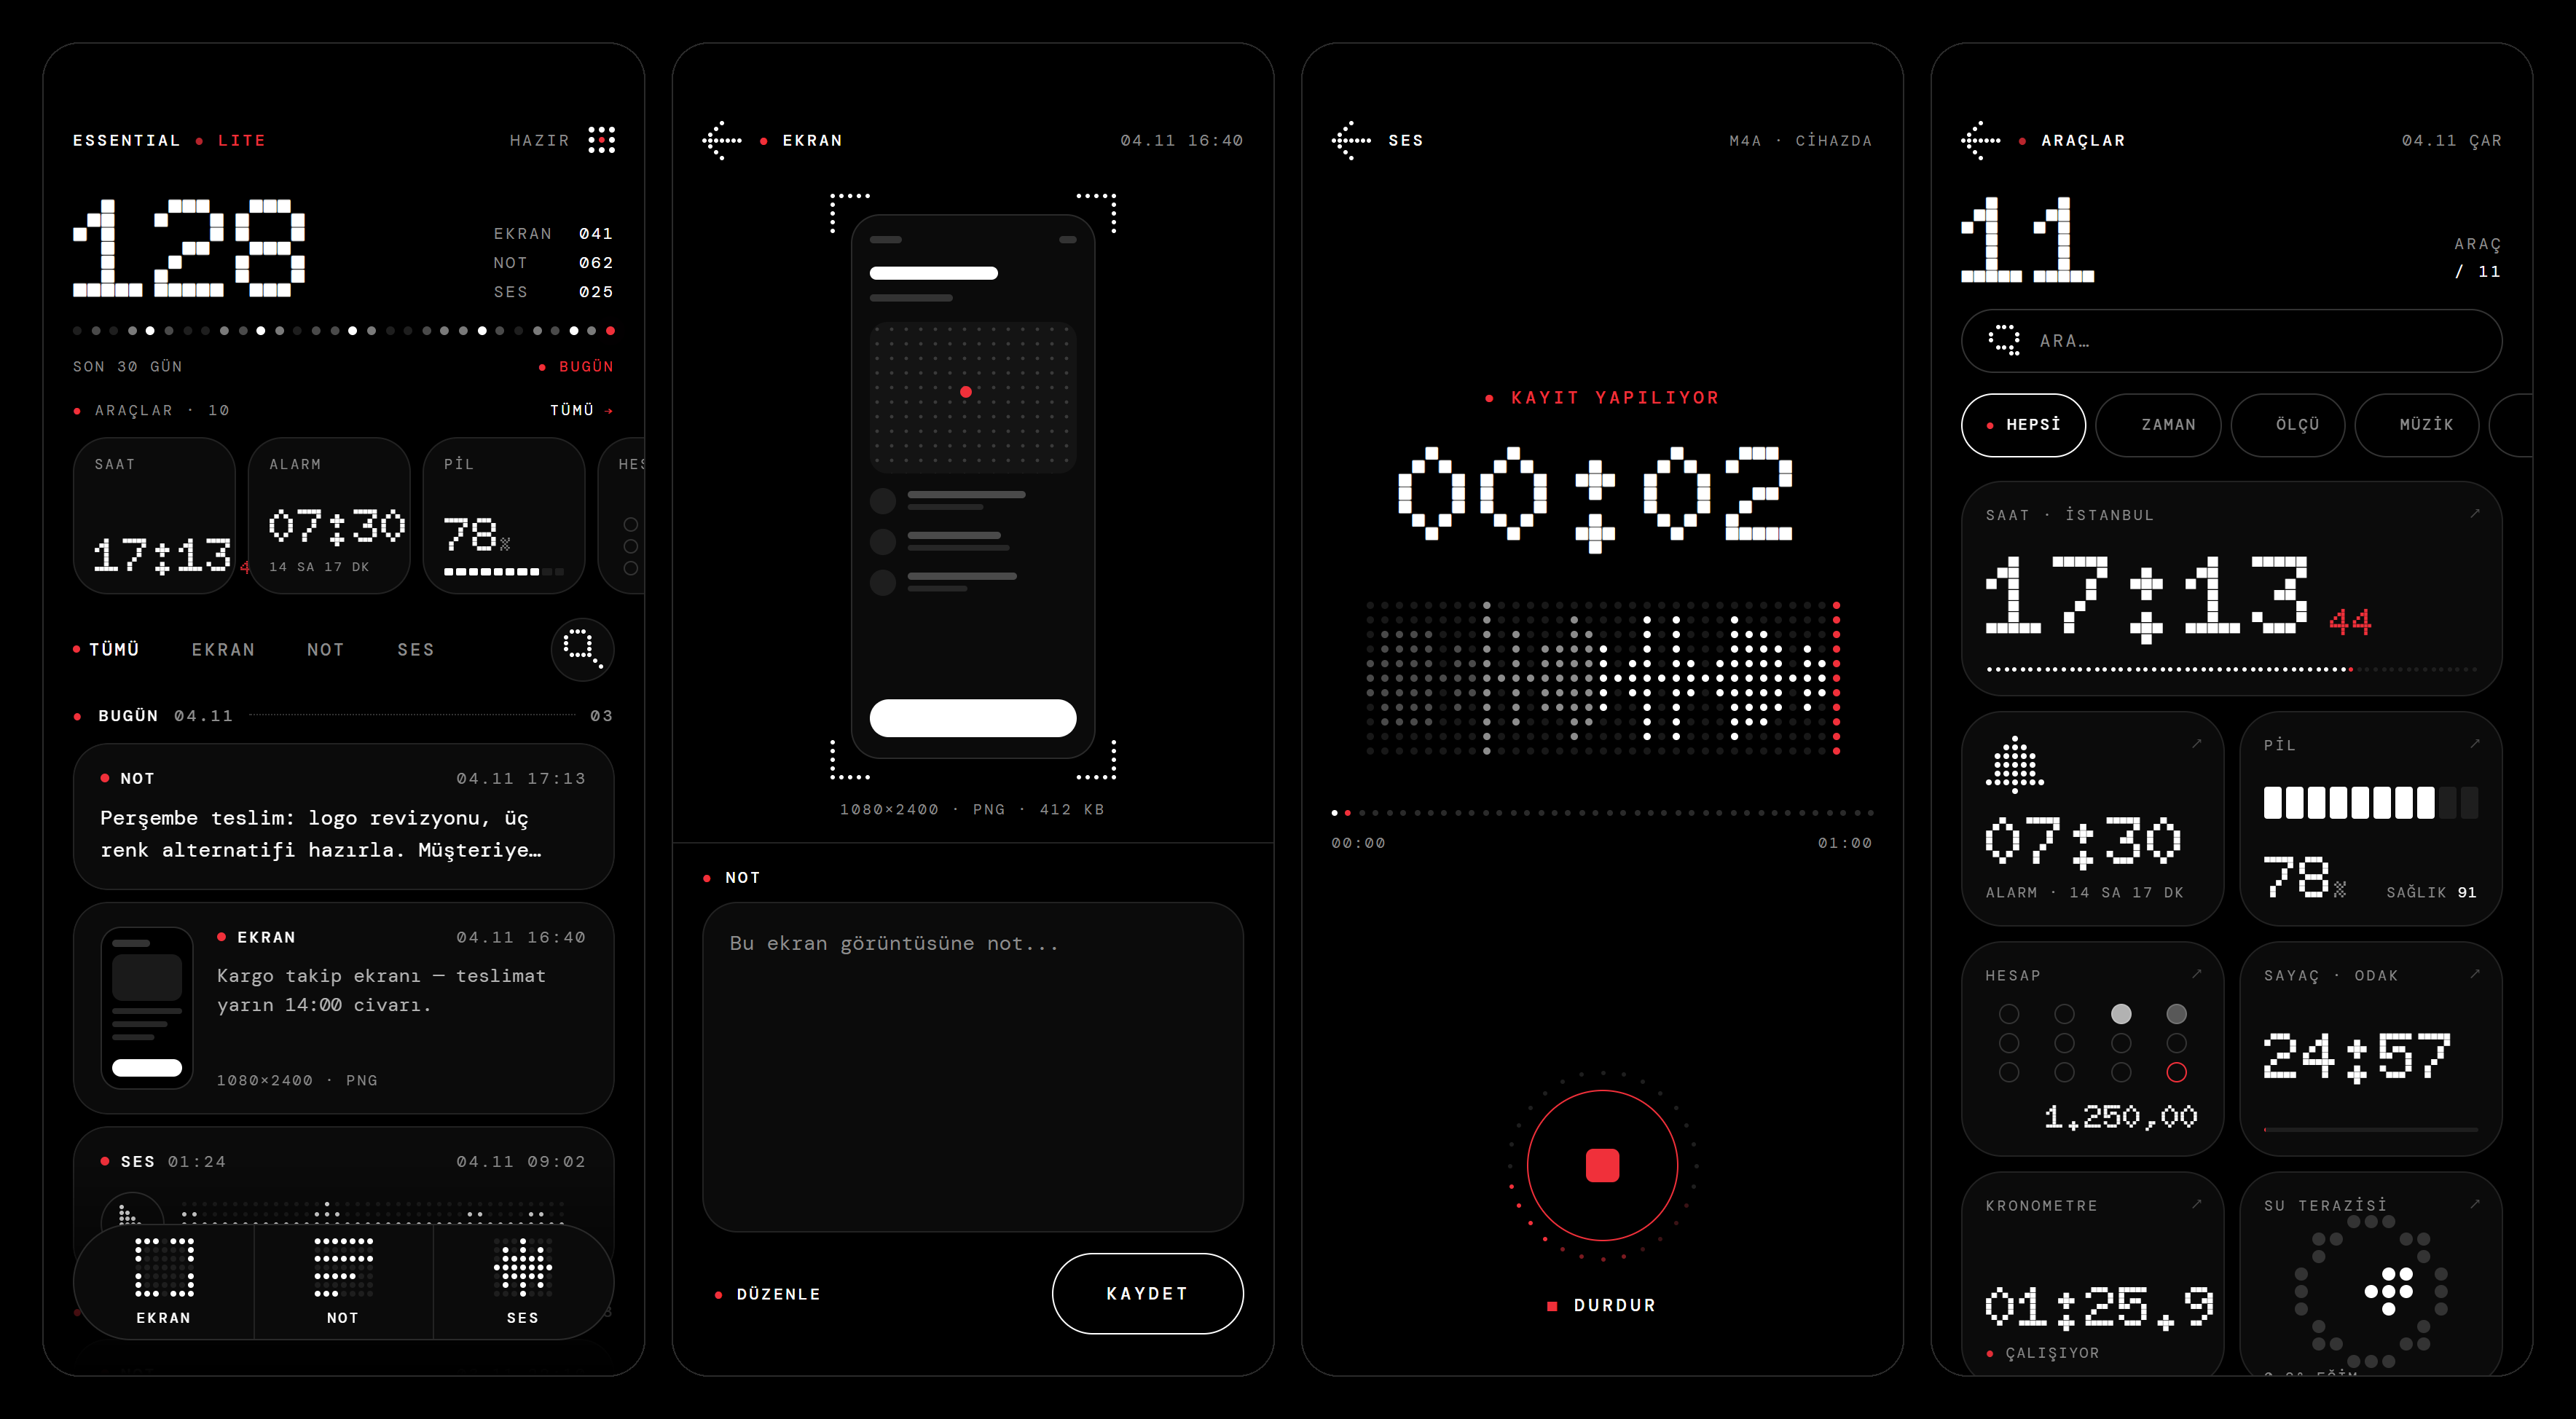 ESSENTIAL • LITE
HAZIR
128
EKRAN 041
NOT 062
SES 025
SON 30 GÜN
• BUGÜN
• ARAÇLAR · 10
TÜMÜ →
SAAT
17:13
ALARM
07:30
14 SA 17 DK
PİL
78%
• TÜMÜ
EKRAN
NOT
SES
• BUGÜN 04.11
03
• NOT
04.11 17:13
Perşembe teslim: logo revizyonu, üç
renk alternatifi hazırla. Müşteriye…
• EKRAN
04.11 16:40
Kargo takip ekranı — teslimat
yarın 14:00 civarı.
1080×2400 · PNG
• SES 01:24
04.11 09:02
EKRAN
NOT
SES
• EKRAN
04.11 16:40
1080×2400 · PNG · 412 KB
• NOT
Bu ekran görüntüsüne not...
• DÜZENLE
KAYDET
SES
M4A · CİHAZDA
• KAYIT YAPILIYOR
00:02
00:00
01:00
DURDUR
• ARAÇLAR
04.11 ÇAR
11
ARAÇ
/ 11
ARA…
• HEPSİ
ZAMAN
ÖLÇÜ
MÜZİK
SAAT · İSTANBUL
↗
17:13 44
↗
07:30
ALARM · 14 SA 17 DK
PİL
↗
78%
SAĞLIK 91
HESAP
↗
1.250,00
SAYAÇ · ODAK
↗
24:57
KRONOMETRE
↗
01:25.9
• ÇALIŞIYOR
SU TERAZİSİ
↗